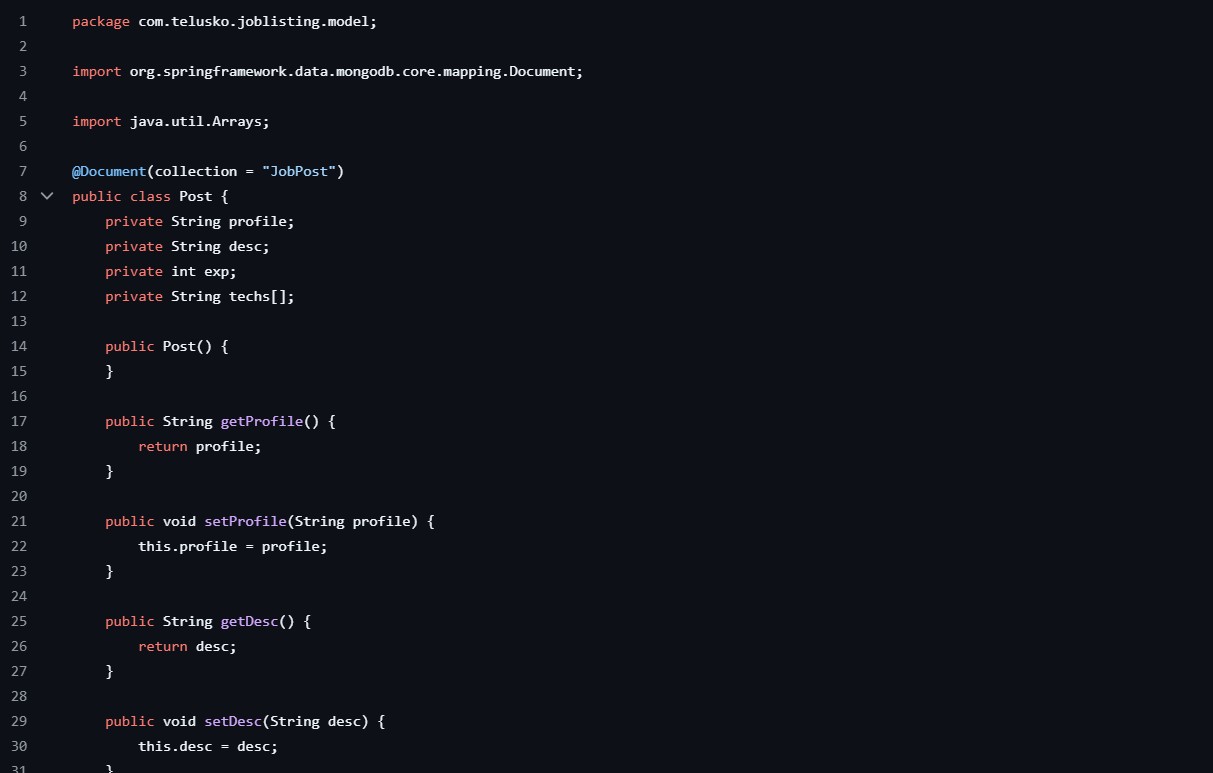 1 package com.telusko.joblisting.model;
2
3 import org.springframework.data.mongodb.core.mapping.Document;
4
5 import java.util.Arrays;
6
7 @Document(collection = "JobPost")
8 public class Post {
9     private String profile;
10     private String desc;
11     private int exp;
12     private String techs[];
13
14     public Post() {
15     }
16
17     public String getProfile() {
18         return profile;
19     }
20
21     public void setProfile(String profile) {
22         this.profile = profile;
23     }
24
25     public String getDesc() {
26         return desc;
27     }
28
29     public void setDesc(String desc) {
30         this.desc = desc;
31     }